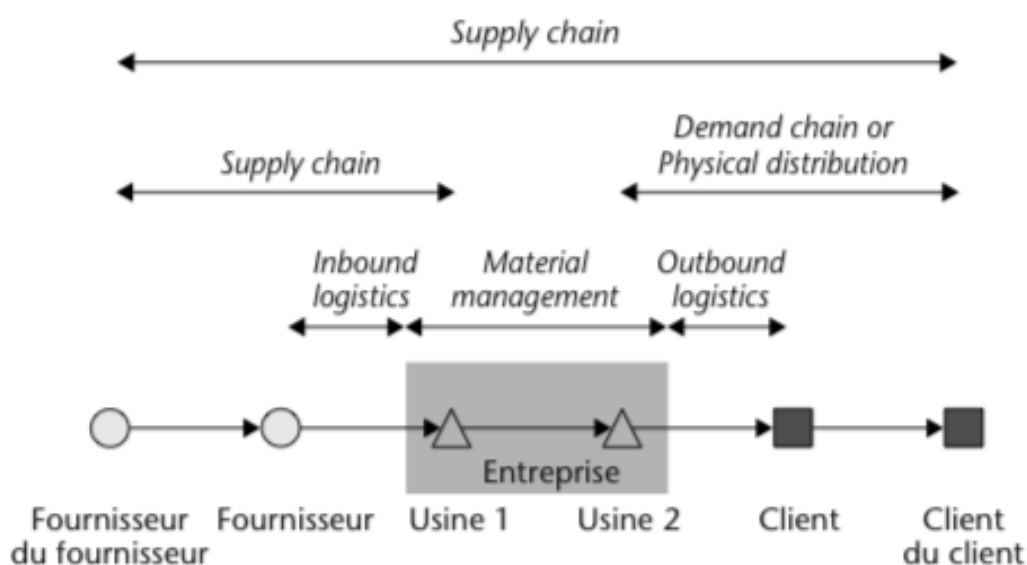 Supply chain
Demand chain or
Physical distribution
Supply chain
Inbound
logistics
Material
management
Outbound
logistics
Entreprise
Fournisseur
du fournisseur
Fournisseur
Usine 1
Usine 2
Client
Client
du client